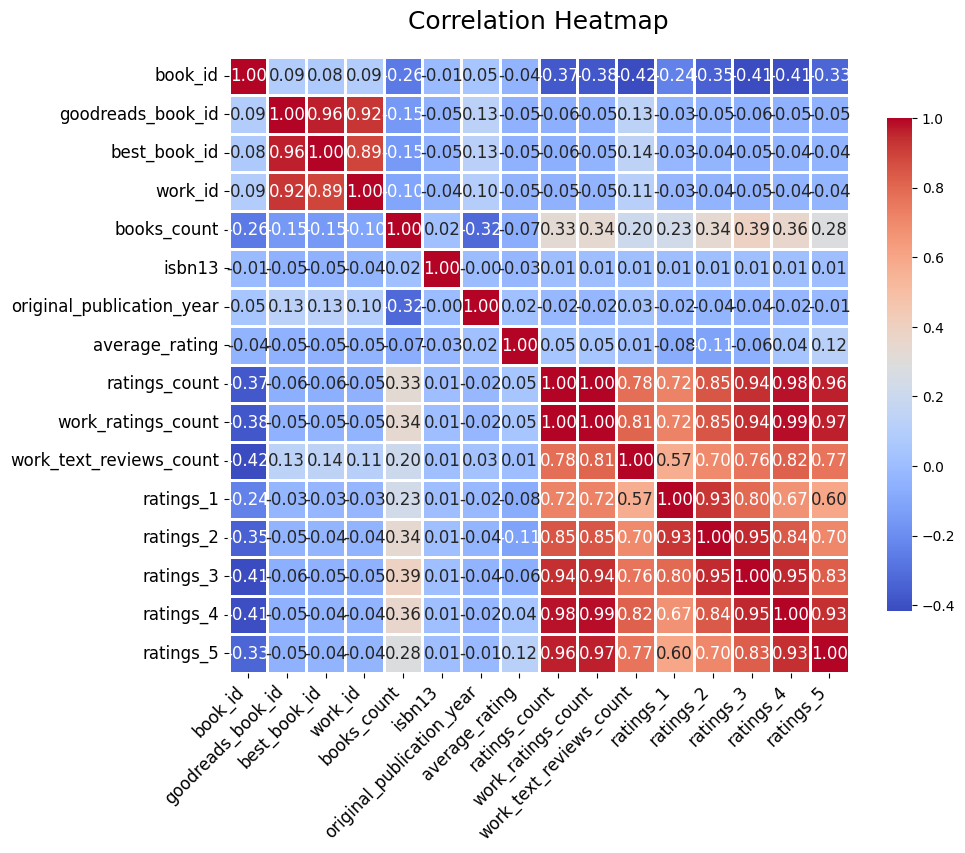 Correlation Heatmap
book_id 1.00 0.09 0.08 0.09 -0.26 -0.01 0.05 -0.04 -0.37 -0.38 -0.42 -0.24 -0.35 -0.41 -0.41 -0.33
goodreads_book_id 0.09 1.00 0.96 0.92 -0.15 -0.05 0.13 -0.05 -0.06 -0.05 0.13 -0.03 -0.05 -0.06 -0.05 -0.05
best_book_id 0.08 0.96 1.00 0.89 -0.15 -0.05 0.13 -0.05 -0.06 -0.05 0.14 -0.03 -0.04 -0.05 -0.04 -0.04
work_id 0.09 0.92 0.89 1.00 -0.10 -0.04 0.10 -0.05 -0.05 -0.05 0.11 -0.03 -0.04 -0.05 -0.04 -0.04
books_count -0.26 -0.15 -0.15 -0.10 1.00 0.02 -0.32 -0.07 0.33 0.34 0.20 0.23 0.34 0.39 0.36 0.28
isbn13 -0.01 -0.05 -0.05 -0.04 0.02 1.00 -0.00 -0.03 0.01 0.01 0.01 0.01 0.01 0.01 0.01 0.01
original_publication_year 0.05 0.13 0.13 0.10 -0.32 -0.00 1.00 0.02 -0.02 -0.02 0.03 -0.02 -0.04 -0.04 -0.02 -0.01
average_rating -0.04 -0.05 -0.05 -0.05 -0.07 -0.03 0.02 1.00 0.05 0.05 0.01 -0.08 -0.11 -0.06 0.04 0.12
ratings_count -0.37 -0.06 -0.06 -0.05 0.33 0.01 -0.02 0.05 1.00 1.00 0.78 0.72 0.85 0.94 0.98 0.96
work_ratings_count -0.38 -0.05 -0.05 -0.05 0.34 0.01 -0.02 0.05 1.00 1.00 0.81 0.72 0.85 0.94 0.99 0.97
work_text_reviews_count -0.42 0.13 0.14 0.11 0.20 0.01 0.03 0.01 0.78 0.81 1.00 0.57 0.70 0.76 0.82 0.77
ratings_1 -0.24 -0.03 -0.03 -0.03 0.23 0.01 -0.02 -0.08 0.72 0.72 0.57 1.00 0.93 0.80 0.67 0.60
ratings_2 -0.35 -0.05 -0.04 -0.04 0.34 0.01 -0.04 -0.11 0.85 0.85 0.70 0.93 1.00 0.95 0.84 0.70
ratings_3 -0.41 -0.06 -0.05 -0.05 0.39 0.01 -0.04 -0.06 0.94 0.94 0.76 0.80 0.95 1.00 0.95 0.83
ratings_4 -0.41 -0.05 -0.04 -0.04 0.36 0.01 -0.02 0.04 0.98 0.99 0.82 0.67 0.84 0.95 1.00 0.93
ratings_5 -0.33 -0.05 -0.04 -0.04 0.28 0.01 -0.01 0.12 0.96 0.97 0.77 0.60 0.70 0.83 0.93 1.00
book_id
goodreads_book_id
best_book_id
work_id
books_count
isbn13
original_publication_year
average_rating
ratings_count
work_ratings_count
work_text_reviews_count
ratings_1
ratings_2
ratings_3
ratings_4
ratings_5
1.0
0.8
0.6
0.4
0.2
0.0
−0.2
−0.4